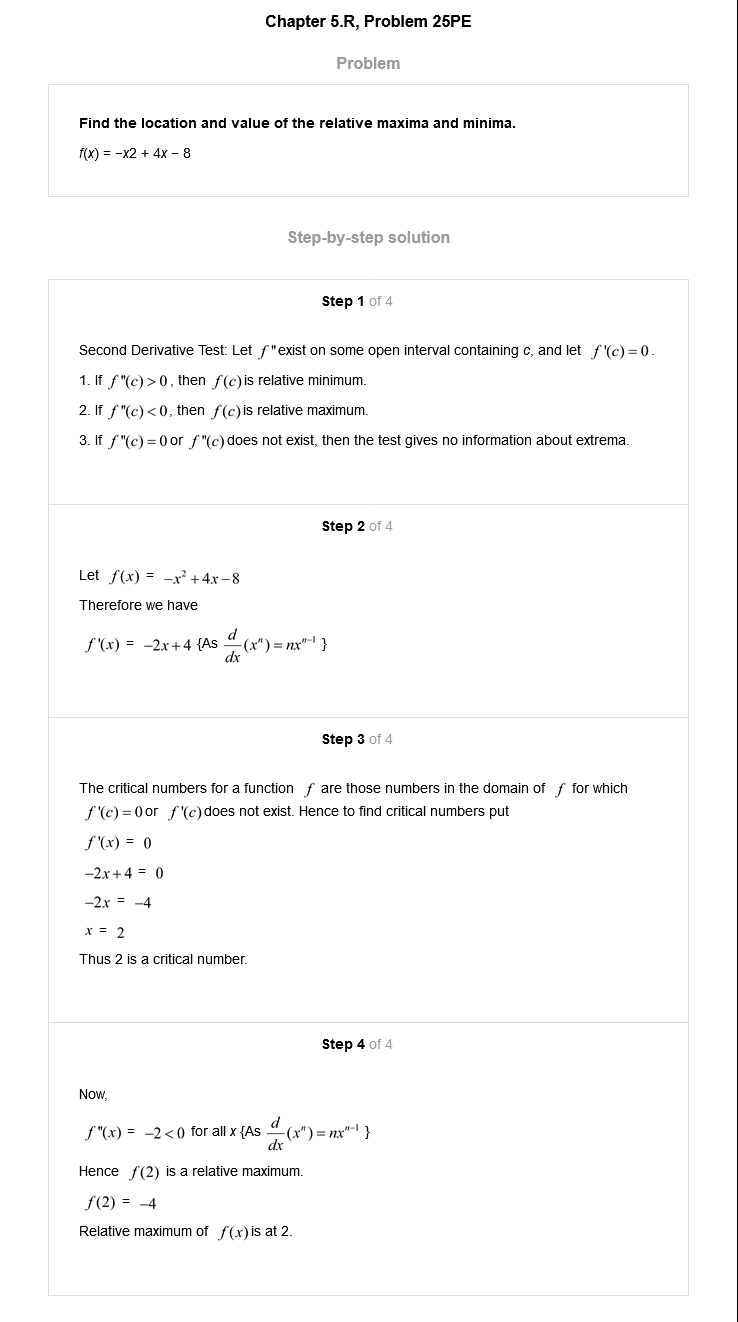 Chapter 5.R, Problem 25PE
Problem
Find the location and value of the relative maxima and minima.
f(x) = −x2 + 4x − 8
Step-by-step solution
Step 1 of 4
Second Derivative Test: Let f" exist on some open interval containing c, and let f'(c) = 0.
1. If f"(c) > 0, then f(c) is relative minimum.
2. If f"(c) < 0, then f(c) is relative maximum.
3. If f"(c) = 0 or f"(c) does not exist, then the test gives no information about extrema.
Step 2 of 4
Let f(x) = −x² + 4x − 8
Therefore we have
f'(x) = −2x + 4 {As d/dx (xⁿ) = nxⁿ⁻¹ }
Step 3 of 4
The critical numbers for a function f are those numbers in the domain of f for which
f'(c) = 0 or f'(c) does not exist. Hence to find critical numbers put
f'(x) = 0
−2x + 4 = 0
−2x = −4
x = 2
Thus 2 is a critical number.
Step 4 of 4
Now,
f"(x) = −2 < 0 for all x {As d/dx (xⁿ) = nxⁿ⁻¹ }
Hence f(2) is a relative maximum.
f(2) = −4
Relative maximum of f(x) is at 2.